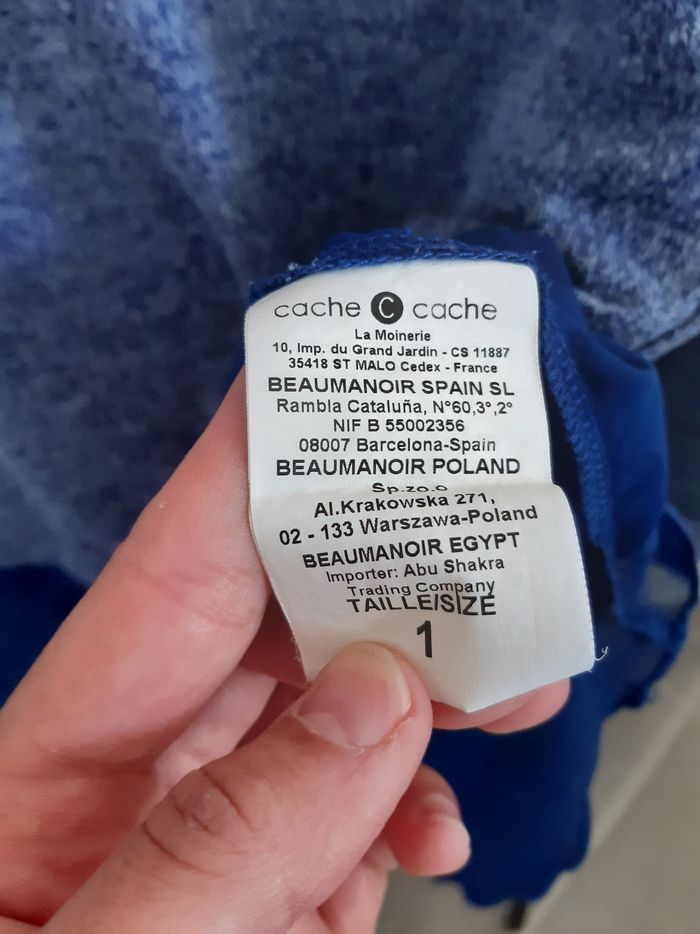 cache C cache
La Moinerie
10, Imp. du Grand Jardin - CS 11887
35418 ST MALO Cedex - France
BEAUMANOIR SPAIN SL
Rambla Cataluña, N°60,3°,2°
NIF B 55002356
08007 Barcelona-Spain
BEAUMANOIR POLAND
Sp.zo.o
Al.Krakowska 271,
02 - 133 Warszawa-Poland
BEAUMANOIR EGYPT
Importer: Abu Shakra
Trading Company
TAILLE/SIZE
1